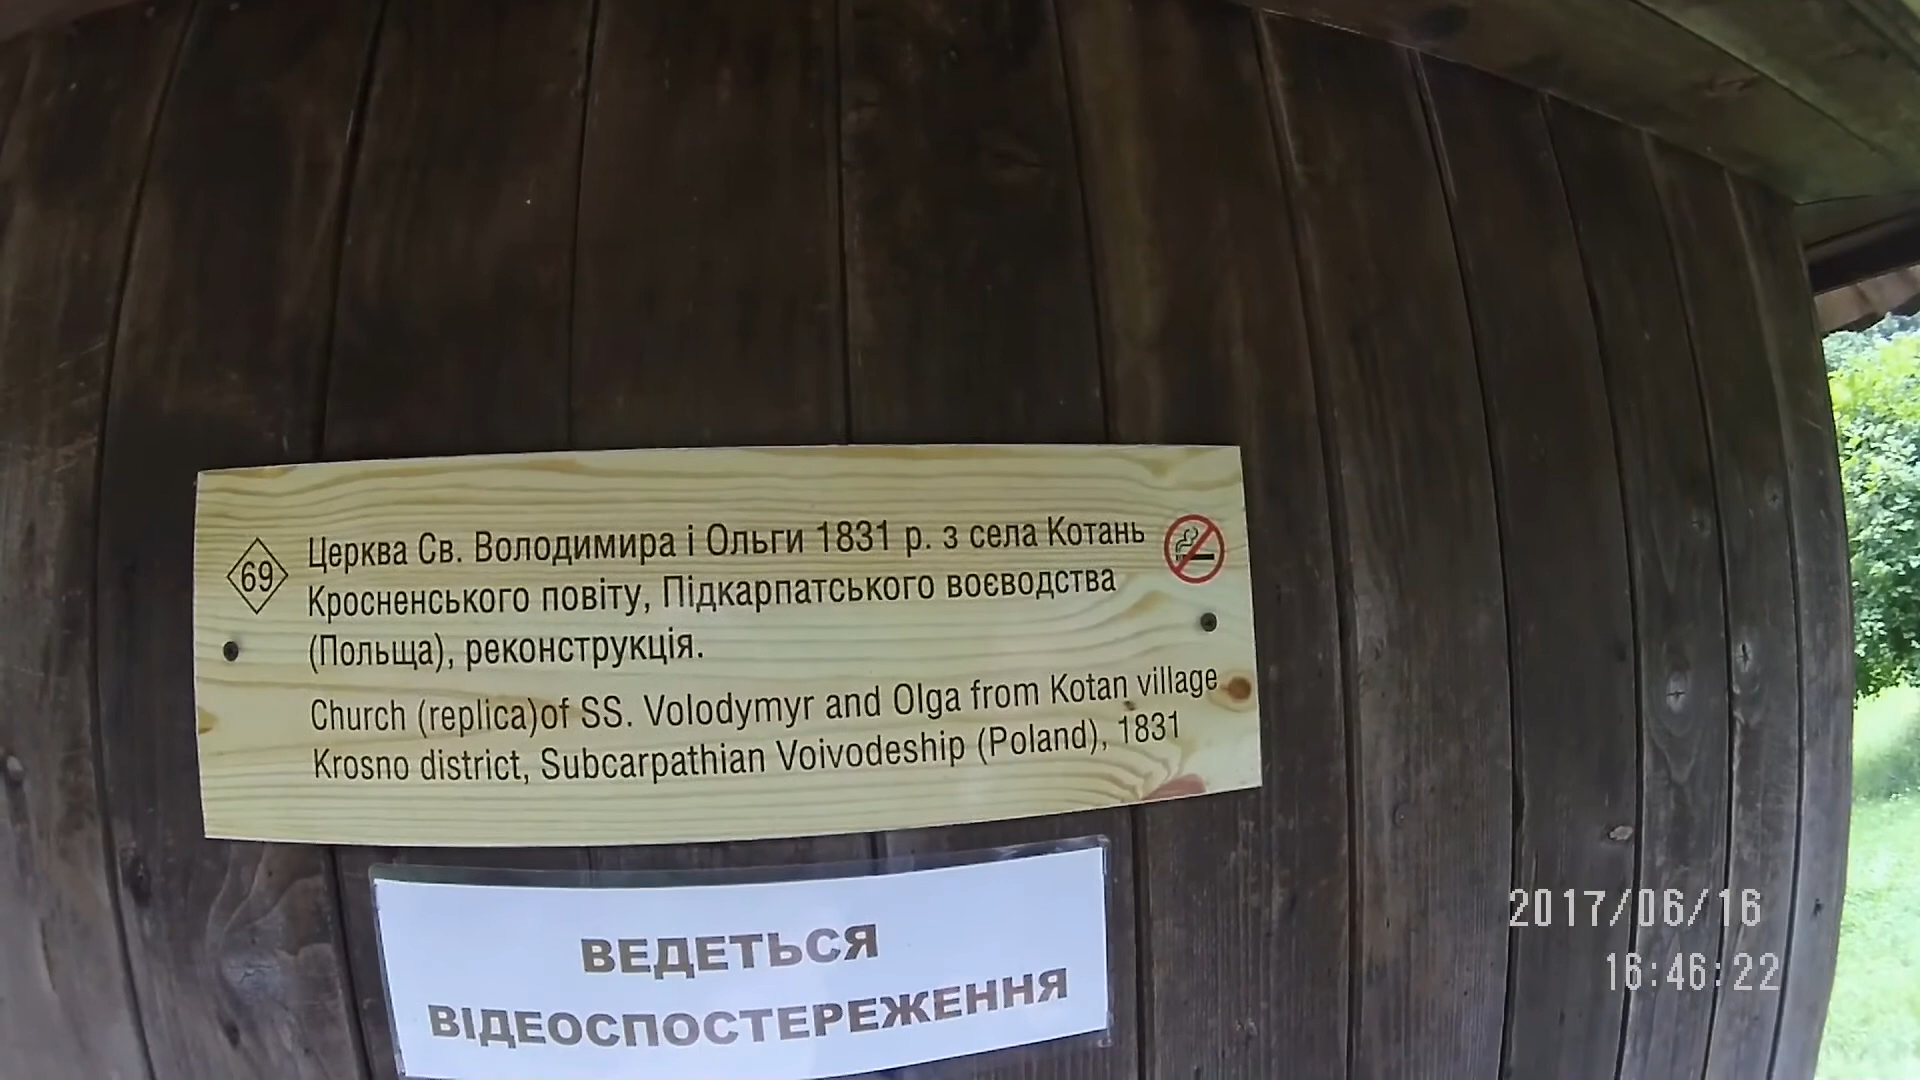 69
Церква Св. Володимира і Ольги 1831 р. з села Котань
Кросненського повіту, Підкарпатського воєводства
(Польща), реконструкція.
Church (replica)of SS. Volodymyr and Olga from Kotan village
Krosno district, Subcarpathian Voivodeship (Poland), 1831
ВЕДЕТЬСЯ
ВІДЕОСПОСТЕРЕЖЕННЯ
2017/06/16
16:46:22